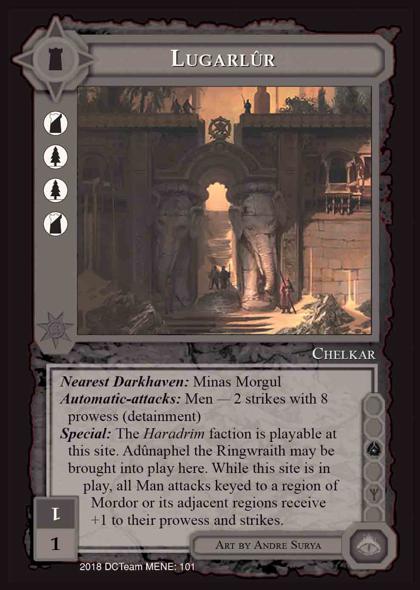 Lugarlûr
Chelkar
Nearest Darkhaven: Minas Morgul
Automatic-attacks: Men — 2 strikes with 8
prowess (detainment)
Special: The Haradrim faction is playable at
this site. Adûnaphel the Ringwraith may be
brought into play here. While this site is in
play, all Man attacks keyed to a region of
Mordor or its adjacent regions receive
+1 to their prowess and strikes.
1
1
Art by Andre Surya
2018 DCTeam MENE: 101